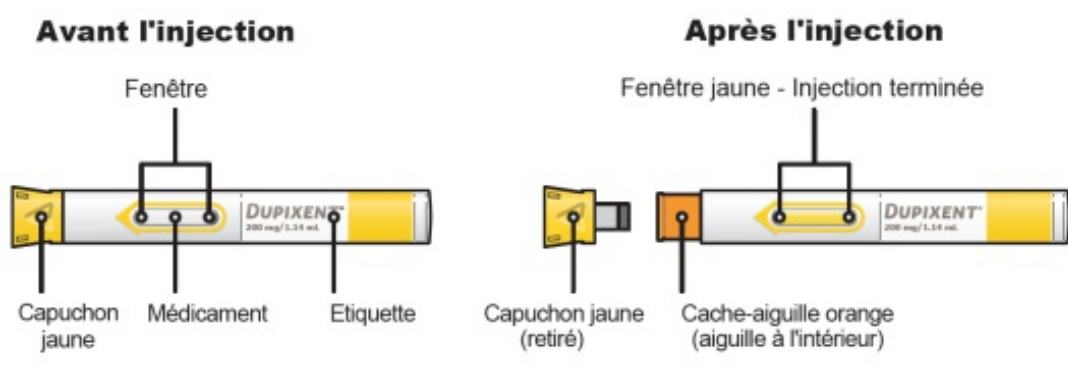 Avant l'injection
Fenêtre
DUPIXENT®
200 mg/1.14 mL
Capuchon
jaune
Médicament
Etiquette
Après l'injection
Fenêtre jaune - Injection terminée
DUPIXENT®
200 mg/1.14 mL
Capuchon jaune
(retiré)
Cache-aiguille orange
(aiguille à l'intérieur)